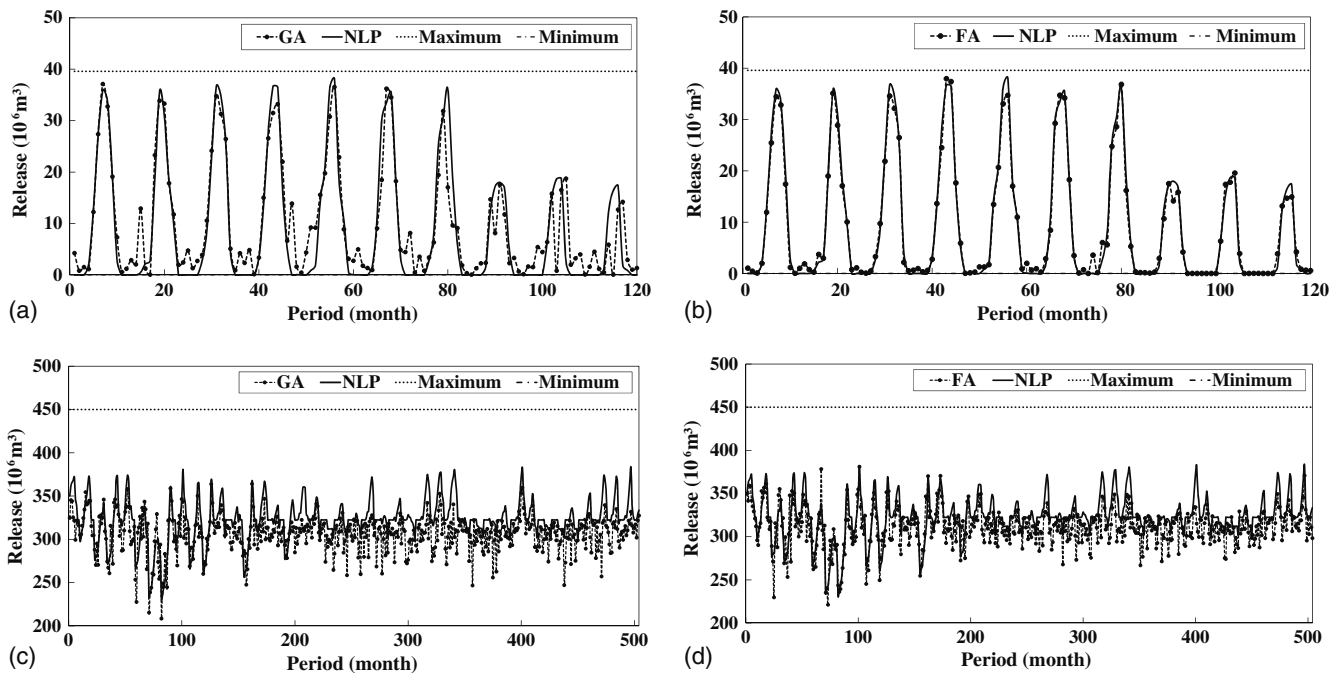 GA NLP Maximum Minimum
Release (10⁶m³)
50
40
30
20
10
0
0 20 40 60 80 100 120
Period (month)
(a)
FA NLP Maximum Minimum
Release (10⁶m³)
50
40
30
20
10
0
0 20 40 60 80 100 120
Period (month)
(b)
GA NLP Maximum Minimum
Release (10⁶m³)
500
450
400
350
300
250
200
0 100 200 300 400 500
Period (month)
(c)
FA NLP Maximum Minimum
Release (10⁶m³)
500
450
400
350
300
250
200
0 100 200 300 400 500
Period (month)
(d)